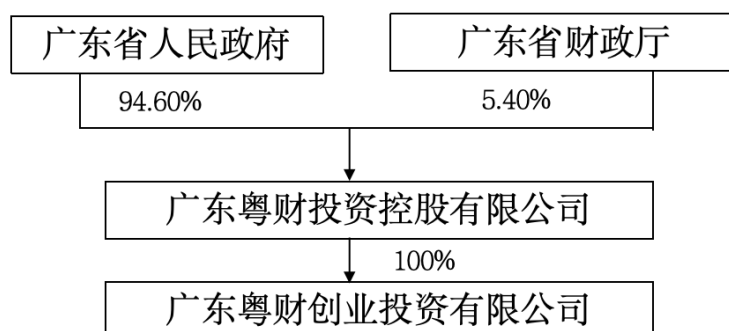 广东省人民政府
广东省财政厅
94.60%
5.40%
广东粤财投资控股有限公司
100%
广东粤财创业投资有限公司